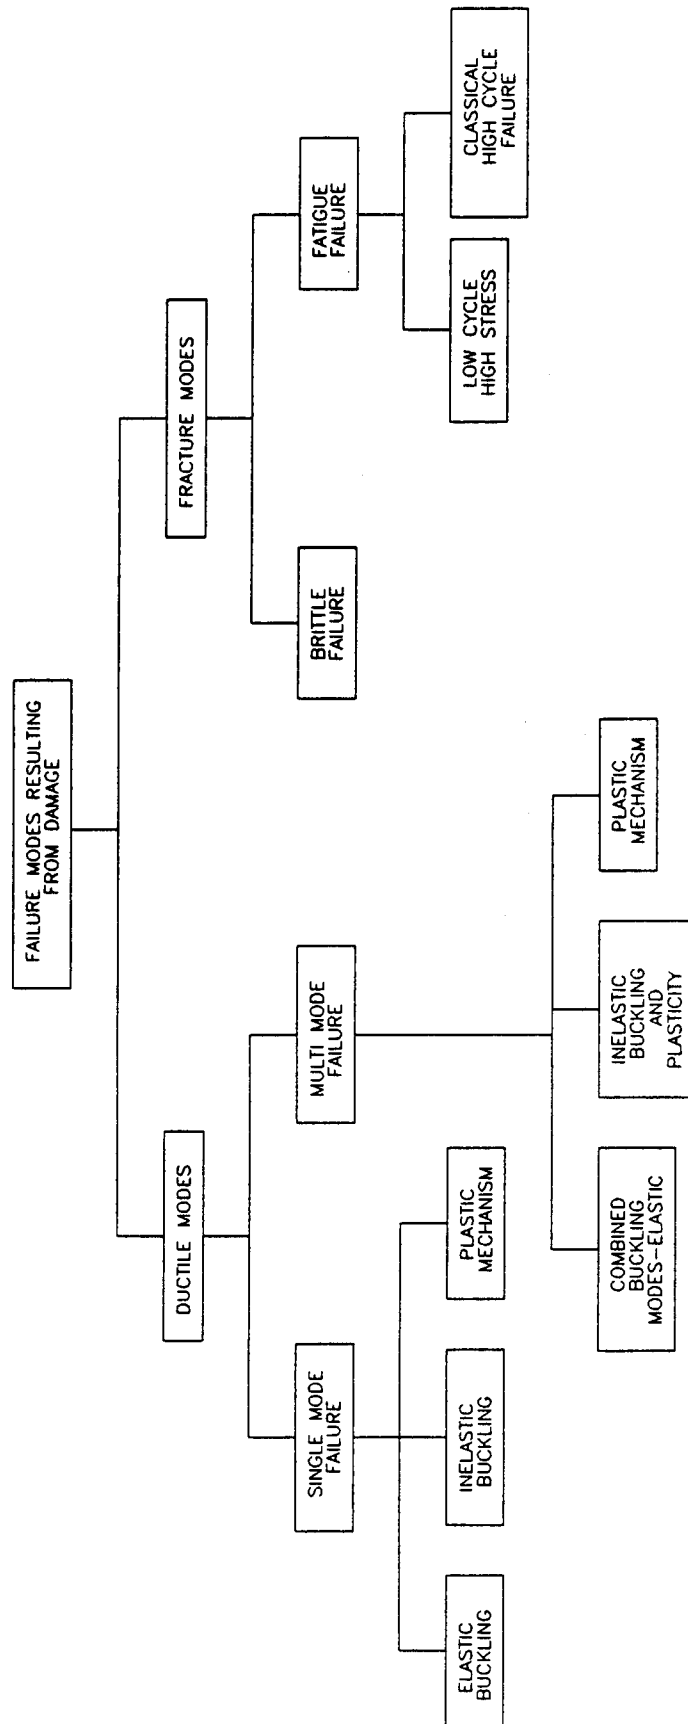 FAILURE MODES RESULTING
FROM DAMAGE
DUCTILE MODES
FRACTURE MODES
SINGLE MODE
FAILURE
MULTI MODE
FAILURE
BRITTLE
FAILURE
FATIGUE
FAILURE
ELASTIC
BUCKLING
INELASTIC
BUCKLING
PLASTIC
MECHANISM
LOW CYCLE
HIGH STRESS
CLASSICAL
HIGH CYCLE
FAILURE
COMBINED
BUCKLING
MODES-ELASTIC
INELASTIC
BUCKLING
AND
PLASTICITY
PLASTIC
MECHANISM